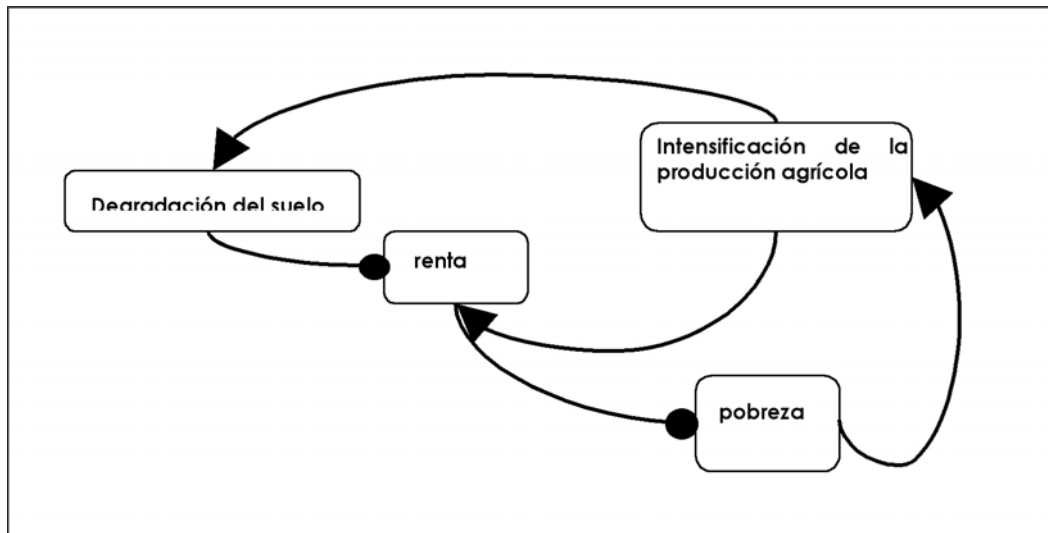 Intensificación de la
producción agrícola
Degradación del suelo
renta
pobreza